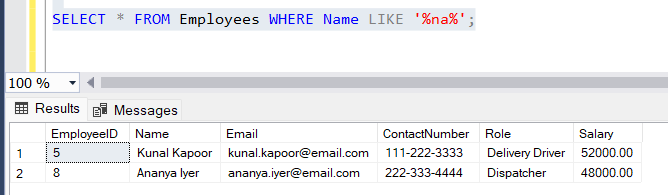 SELECT * FROM Employees WHERE Name LIKE '%na%';
100 %
Results Messages
EmployeeID Name Email ContactNumber Role Salary
1 5 Kunal Kapoor kunal.kapoor@email.com 111-222-3333 Delivery Driver 52000.00
2 8 Ananya Iyer ananya.iyer@email.com 222-333-4444 Dispatcher 48000.00